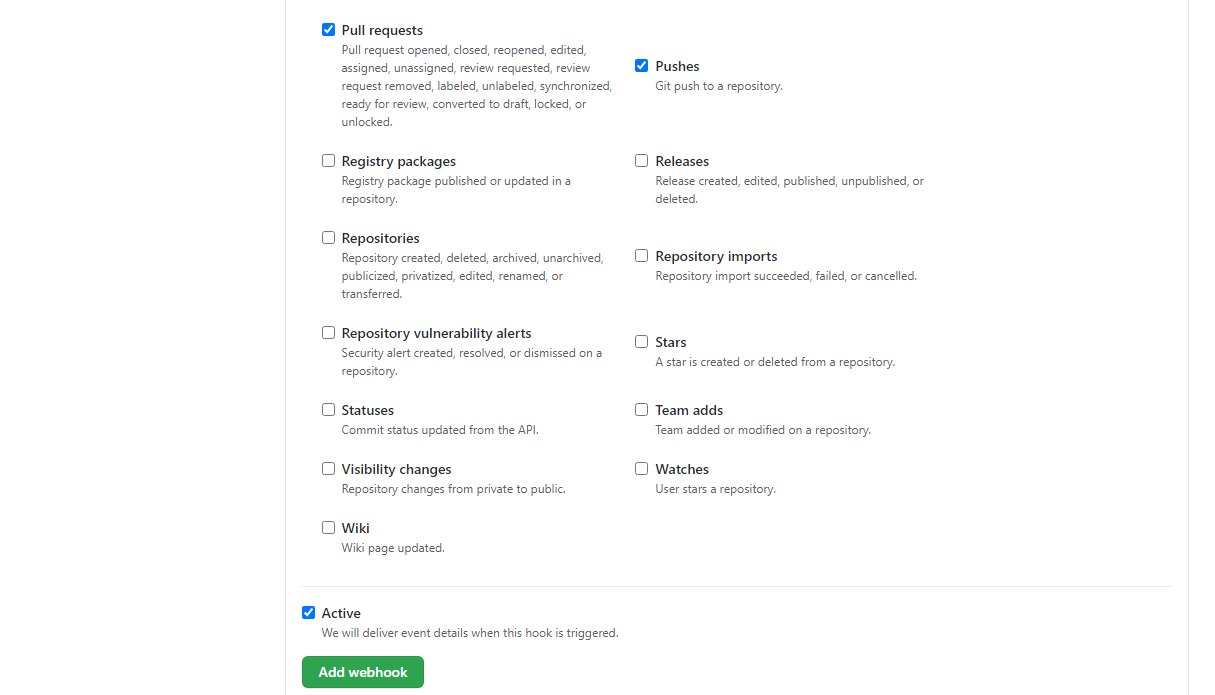 Pull requests
Pull request opened, closed, reopened, edited,
assigned, unassigned, review requested, review
request removed, labeled, unlabeled, synchronized,
ready for review, converted to draft, locked, or
unlocked.
Pushes
Git push to a repository.
Registry packages
Registry package published or updated in a
repository.
Releases
Release created, edited, published, unpublished, or
deleted.
Repositories
Repository created, deleted, archived, unarchived,
publicized, privatized, edited, renamed, or
transferred.
Repository imports
Repository import succeeded, failed, or cancelled.
Repository vulnerability alerts
Security alert created, resolved, or dismissed on a
repository.
Stars
A star is created or deleted from a repository.
Statuses
Commit status updated from the API.
Team adds
Team added or modified on a repository.
Visibility changes
Repository changes from private to public.
Watches
User stars a repository.
Wiki
Wiki page updated.
Active
We will deliver event details when this hook is triggered.
Add webhook